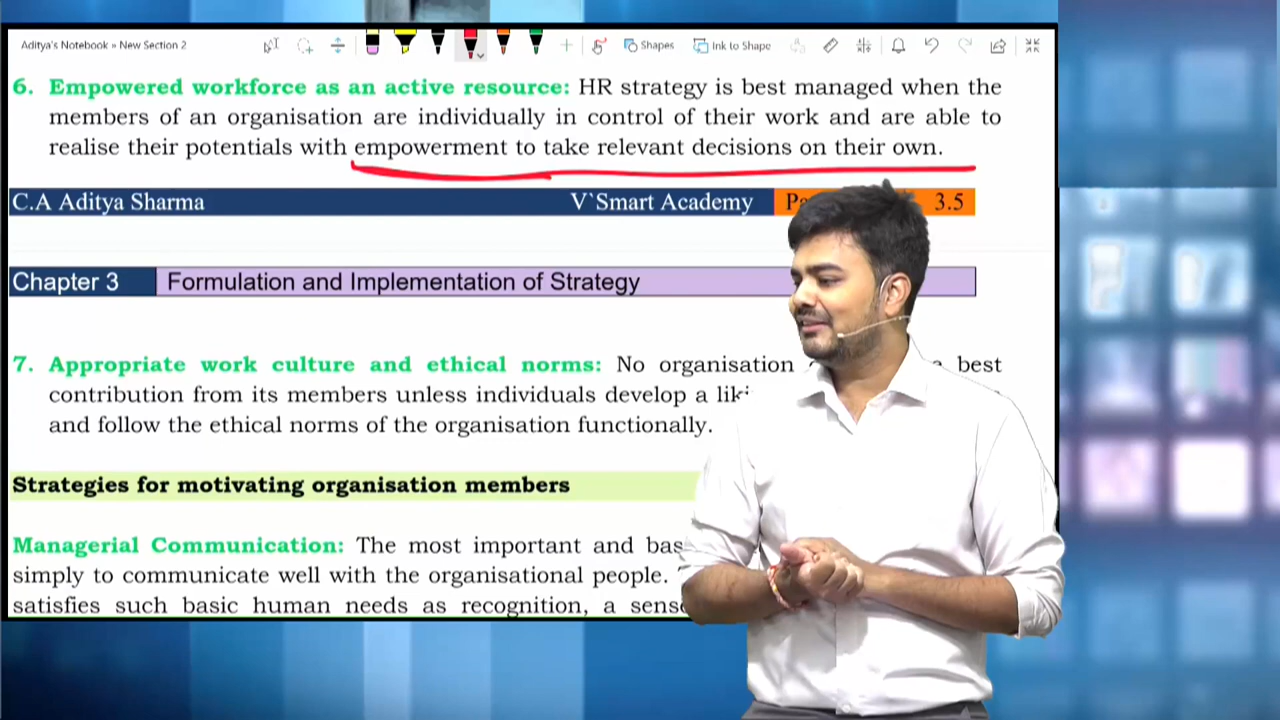 Aditya's Notebook » New Section 2
Shapes
Ink to Shape
6. Empowered workforce as an active resource: HR strategy is best managed when the
members of an organisation are individually in control of their work and are able to
realise their potentials with empowerment to take relevant decisions on their own.
C.A Aditya Sharma V`Smart Academy 3.5
Chapter 3 Formulation and Implementation of Strategy
7. Appropriate work culture and ethical norms: No organisation best
contribution from its members unless individuals develop a
and follow the ethical norms of the organisation functionally.
Strategies for motivating organisation members
Managerial Communication: The most important and
simply to communicate well with the organisational people.
satisfies such basic human needs as recognition, a